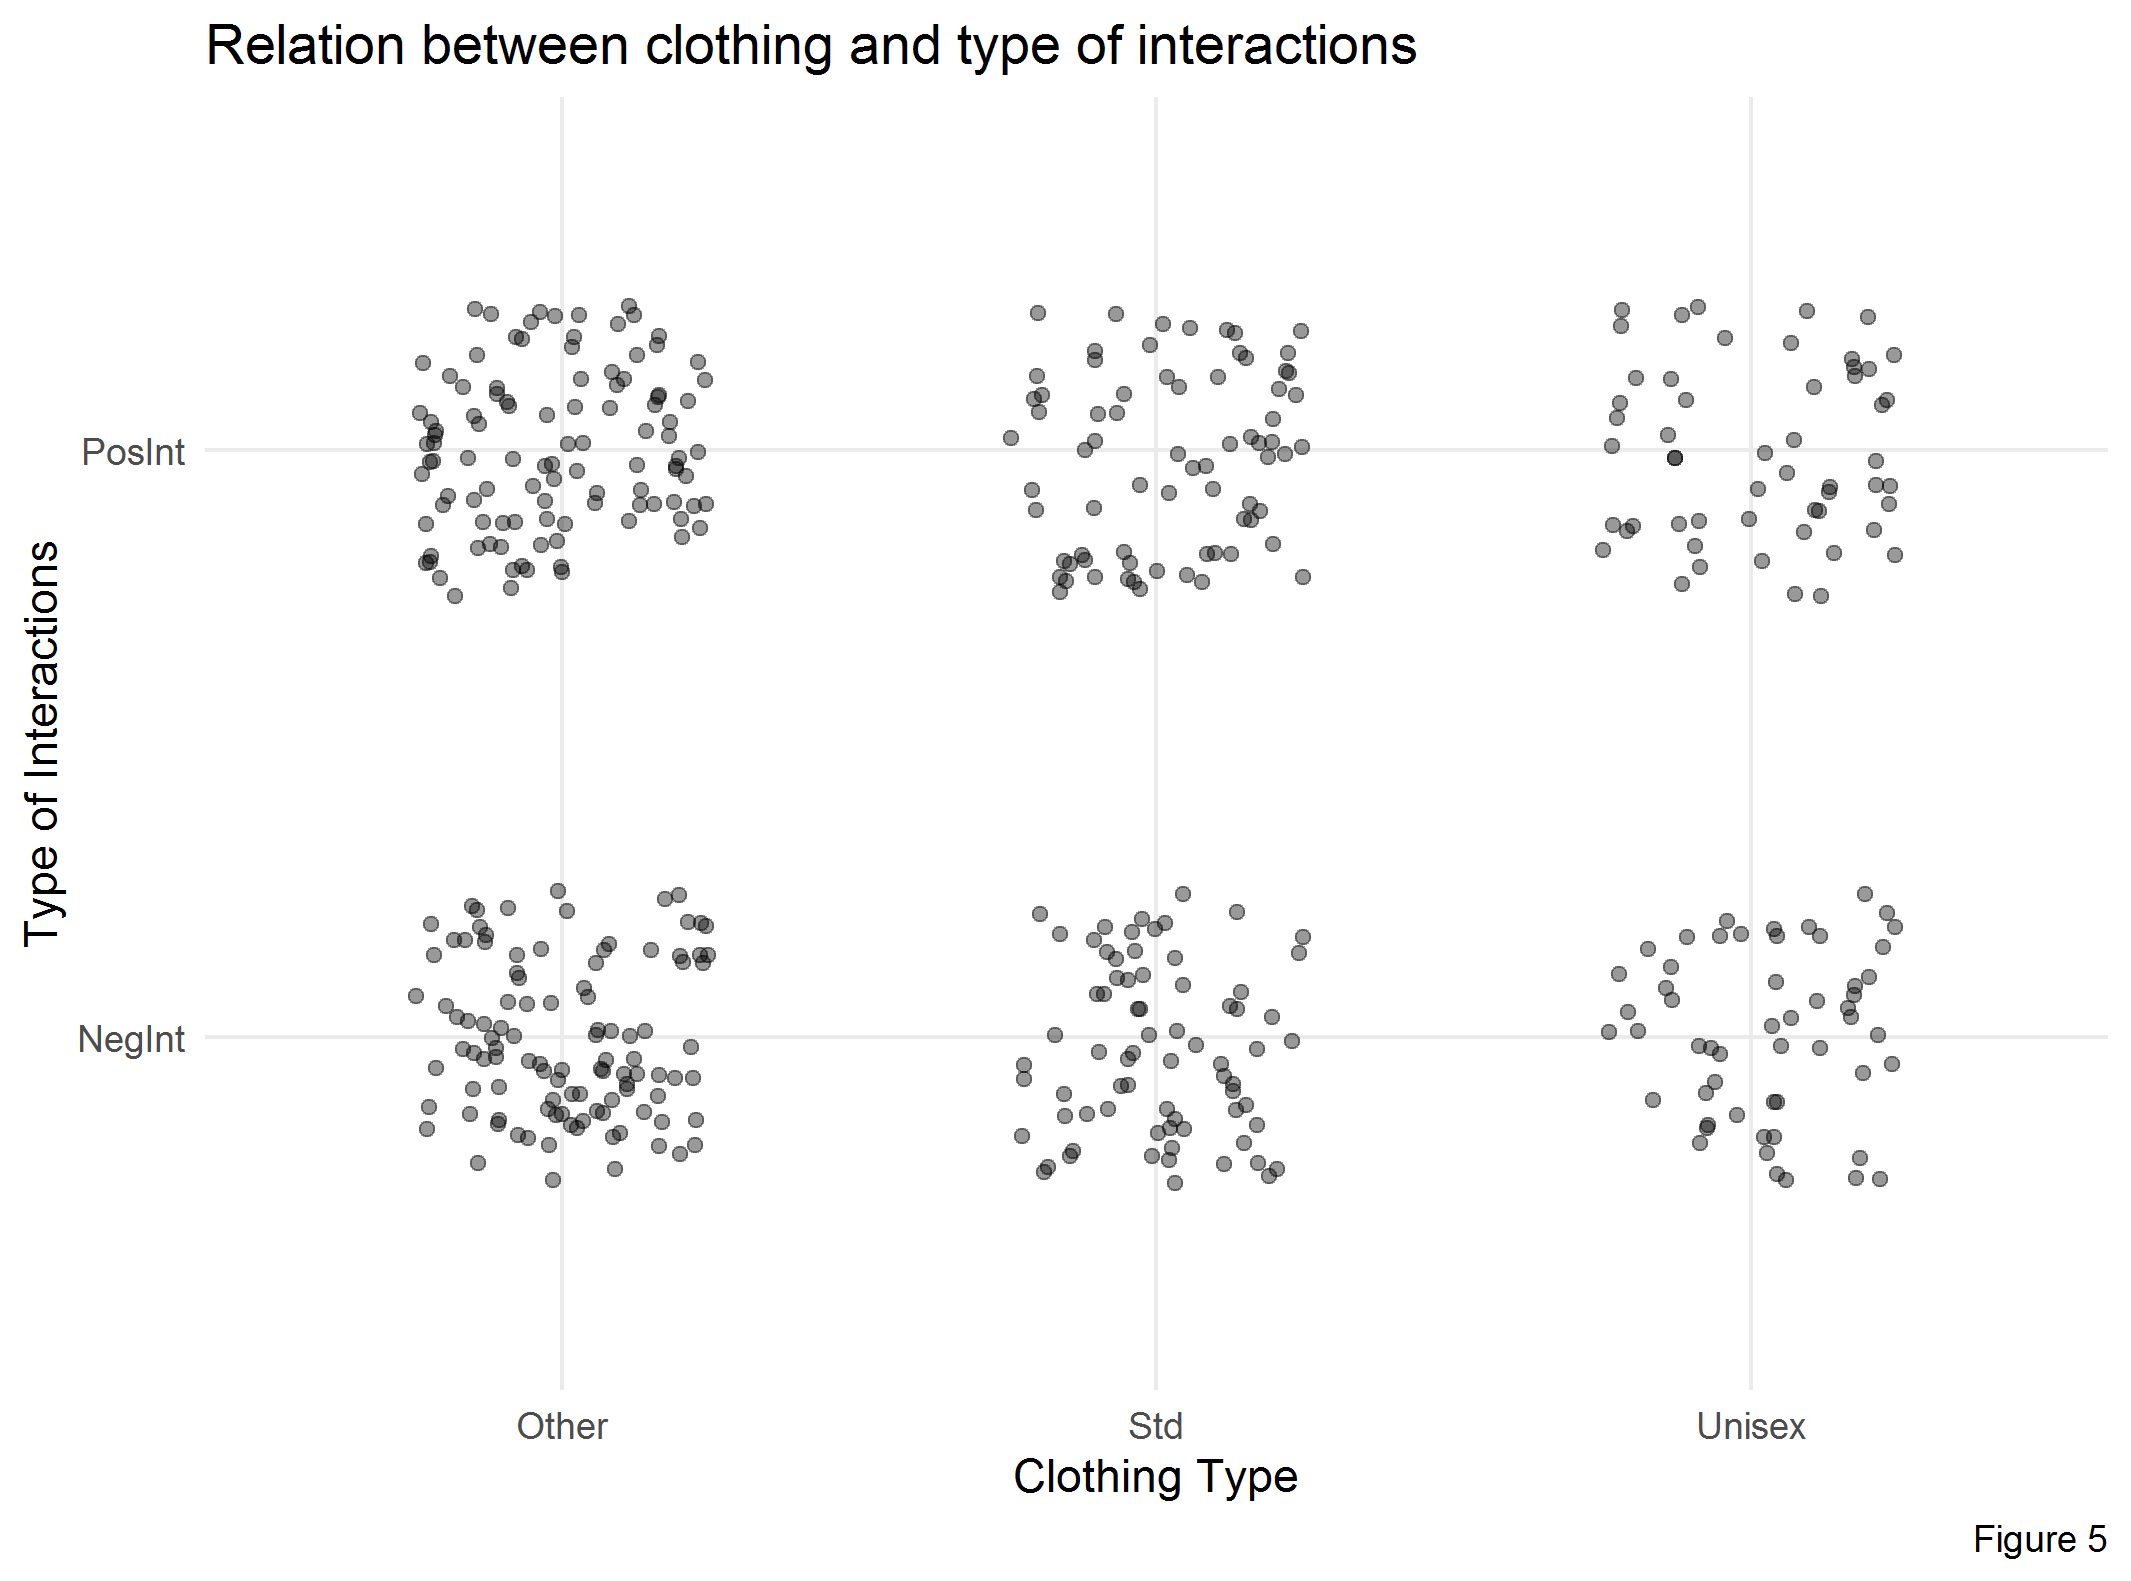 Relation between clothing and type of interactions
Type of Interactions
PosInt
NegInt
Other
Std
Unisex
Clothing Type
Figure 5